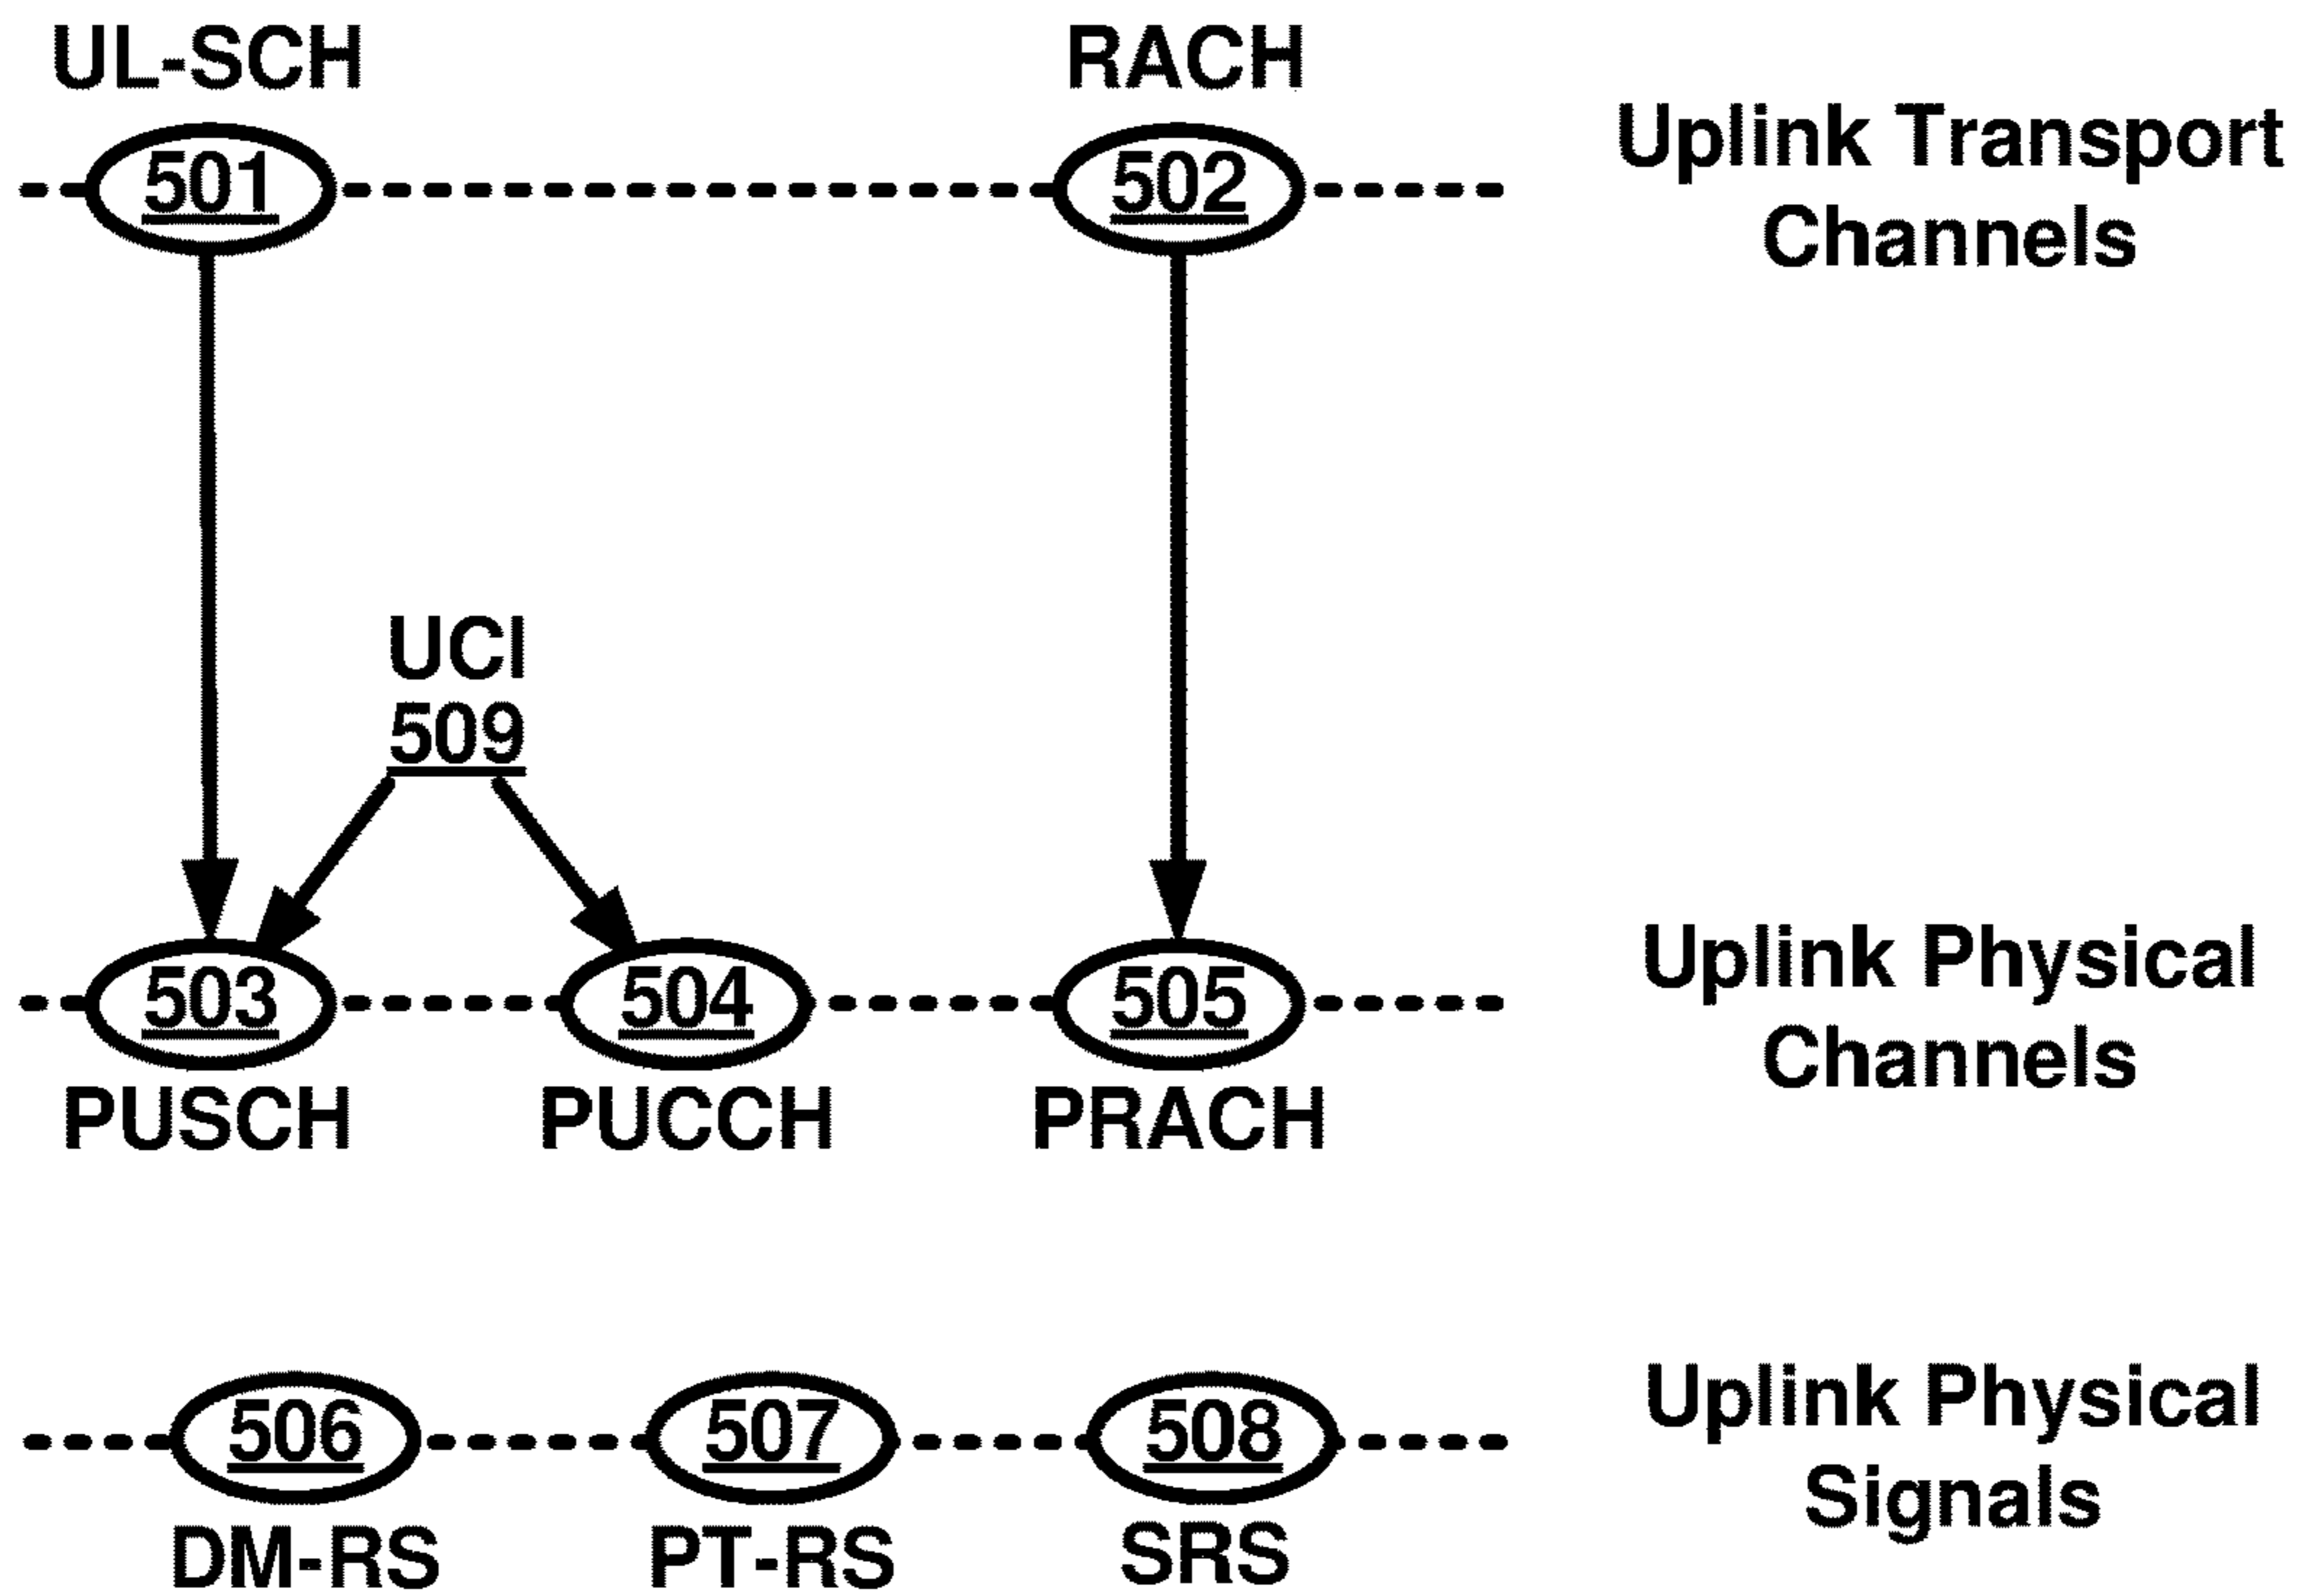 UL-SCH
RACH
501
502
Uplink Transport
Channels
UCI
509
503
504
505
Uplink Physical
Channels
PUSCH
PUCCH
PRACH
506
507
508
Uplink Physical
Signals
DM-RS
PT-RS
SRS